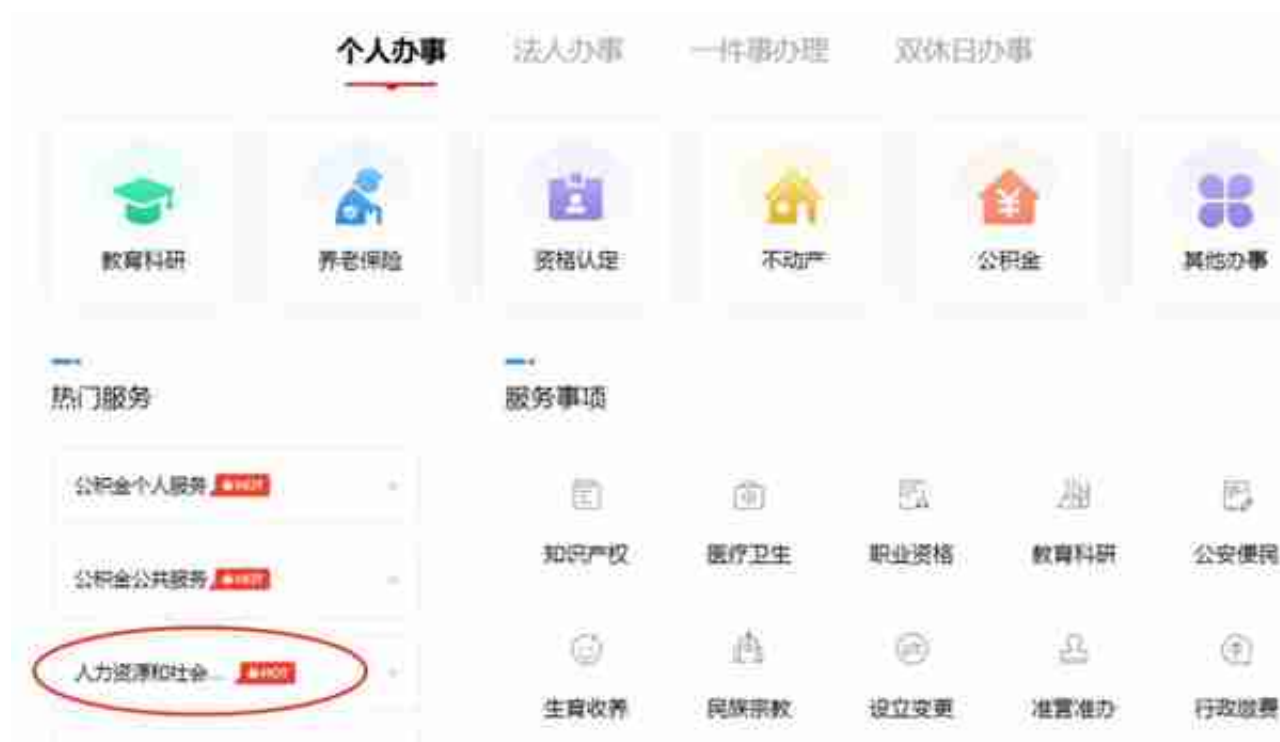 个人办事 法人办事 一件事办理 双休日办事
教育科研 养老保险 资格认定 不动产 公积金 其他办事
热门服务 服务事项
公积金个人服务 HOT
知识产权 医疗卫生 职业资格 教育科研 公安便民
公积金公共服务 HOT
人力资源和社会... HOT
生育收养 民族宗教 设立变更 准营准办 行政缴费